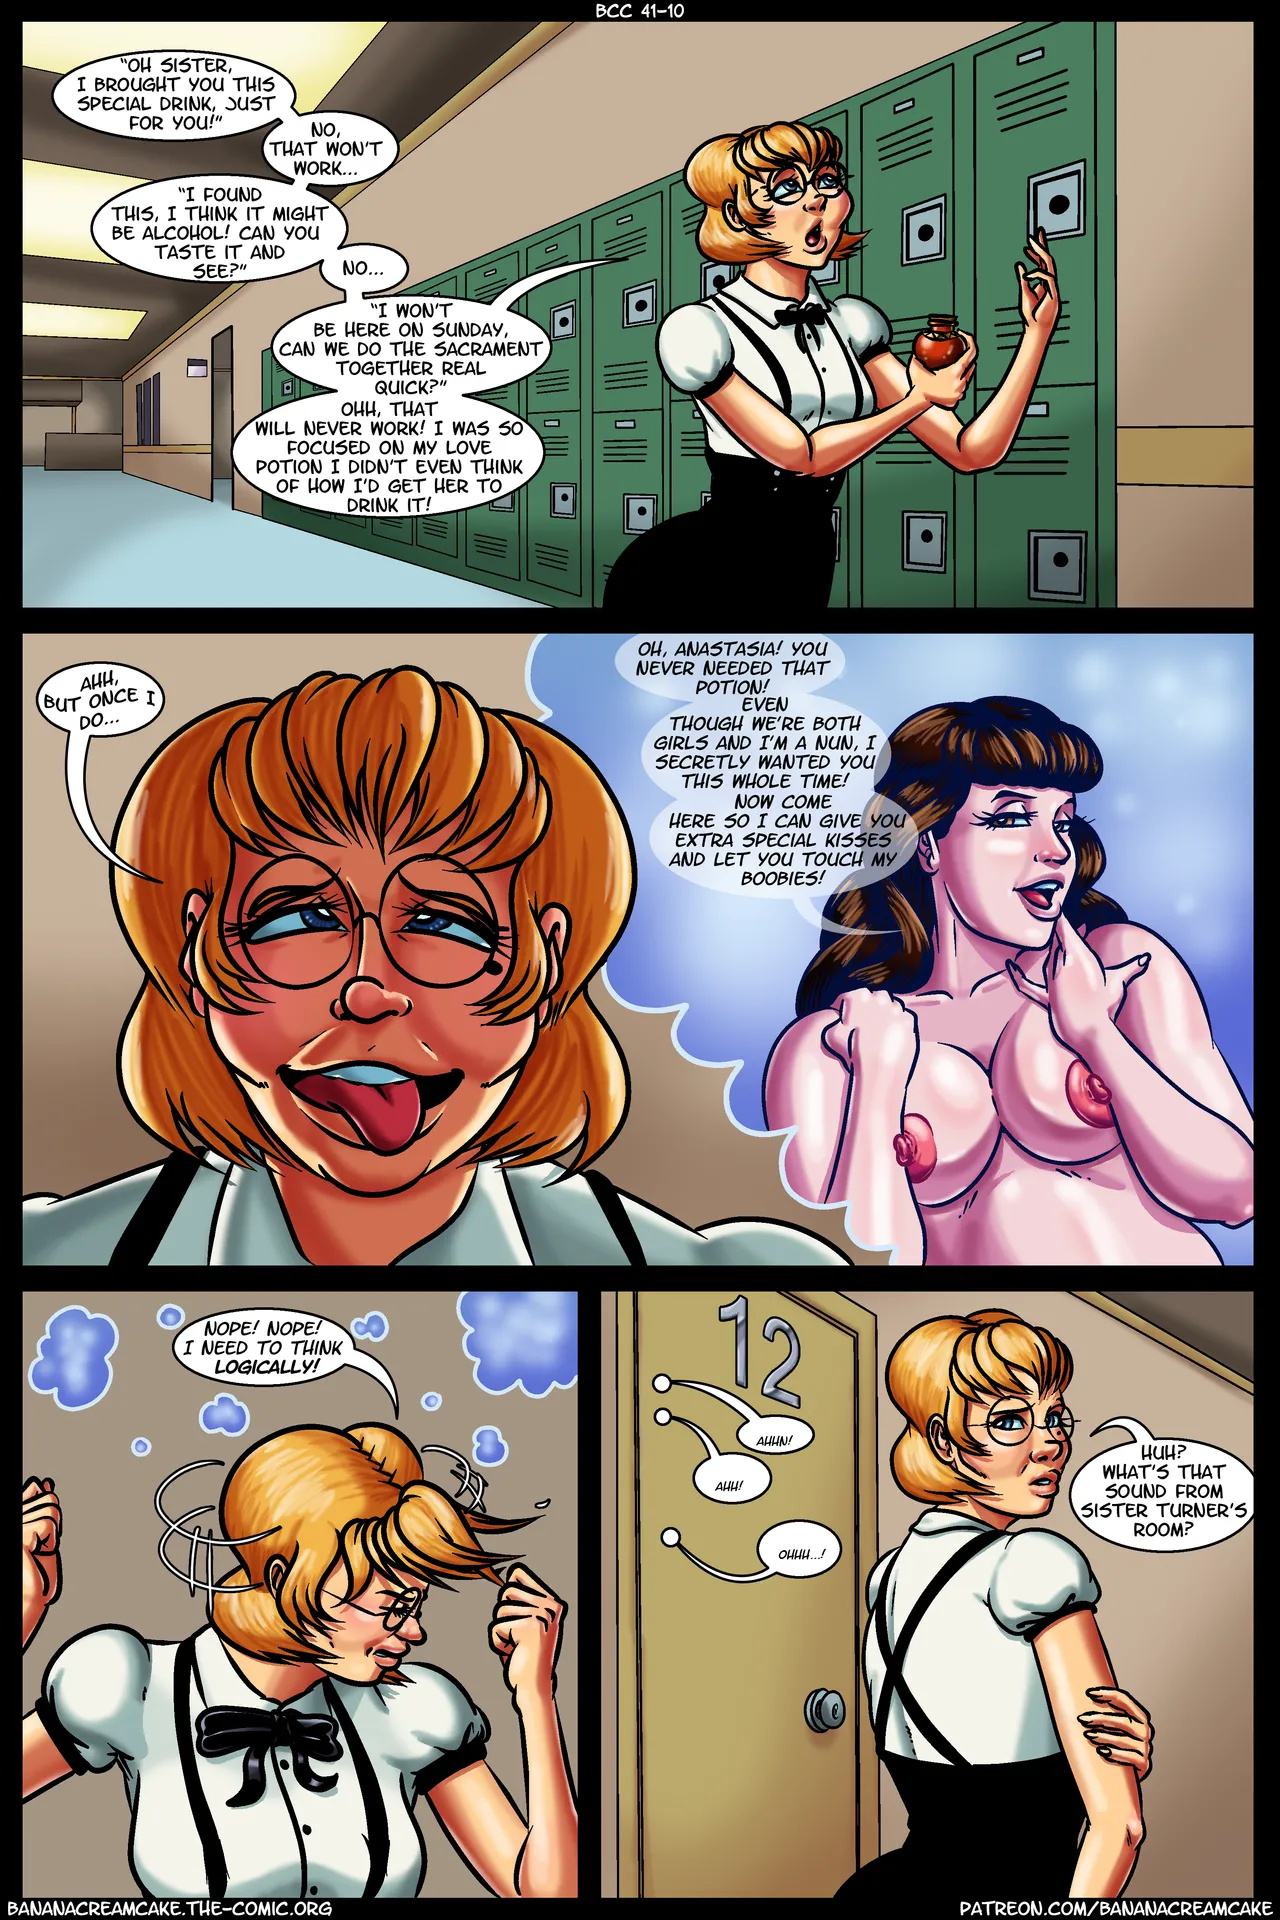 BCC 41-10
"OH SISTER,
I BROUGHT YOU THIS
SPECIAL DRINK, JUST
FOR YOU!"
NO,
THAT WON'T
WORK...
"I FOUND
THIS, I THINK IT MIGHT
BE ALCOHOL! CAN YOU
TASTE IT AND
SEE?"
NO...
"I WON'T
BE HERE ON SUNDAY,
CAN WE DO THE SACRAMENT
TOGETHER REAL
QUICK?"
OHH, THAT
WILL NEVER WORK! I WAS SO
FOCUSED ON MY LOVE
POTION I DIDN'T EVEN THINK
OF HOW I'D GET HER TO
DRINK IT!
AHH,
BUT ONCE I
DO...
OH, ANASTASIA! YOU
NEVER NEEDED THAT
POTION!
EVEN
THOUGH WE'RE BOTH
GIRLS AND I'M A NUN, I
SECRETLY WANTED YOU
THIS WHOLE TIME!
NOW COME
HERE SO I CAN GIVE YOU
EXTRA SPECIAL KISSES
AND LET YOU TOUCH MY
BOOBIES!
NOPE! NOPE!
I NEED TO THINK
LOGICALLY!
12
AHHN!
AHH!
OHHH...!
HUH?
WHAT'S THAT
SOUND FROM
SISTER TURNER'S
ROOM?
BANANACREAMCAKE.THE-COMIC.ORG
PATREON.COM/BANANACREAMCAKE